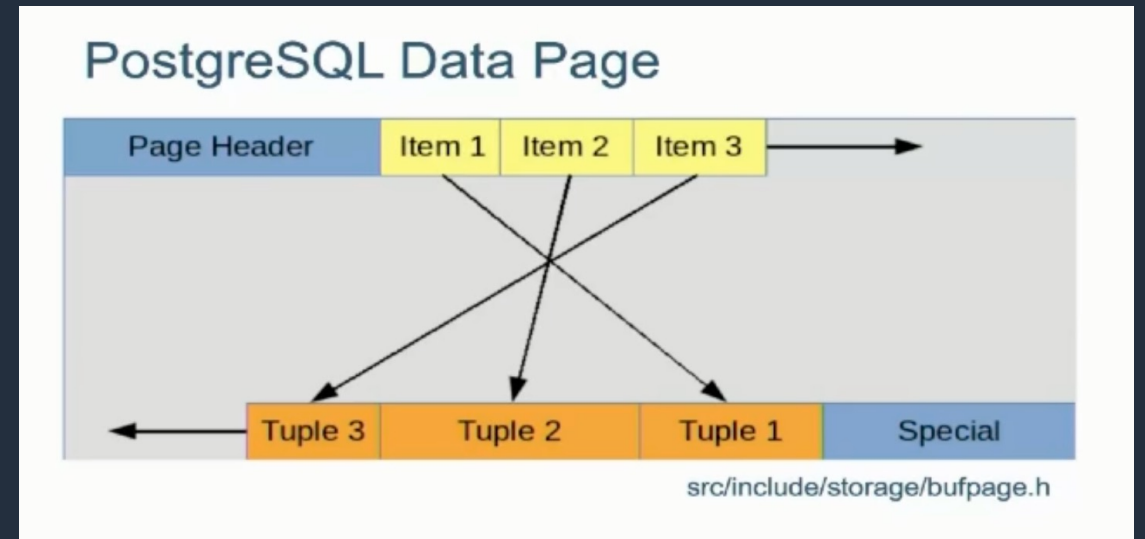 PostgreSQL Data Page
Page Header Item 1 Item 2 Item 3
Tuple 3 Tuple 2 Tuple 1 Special
src/include/storage/bufpage.h